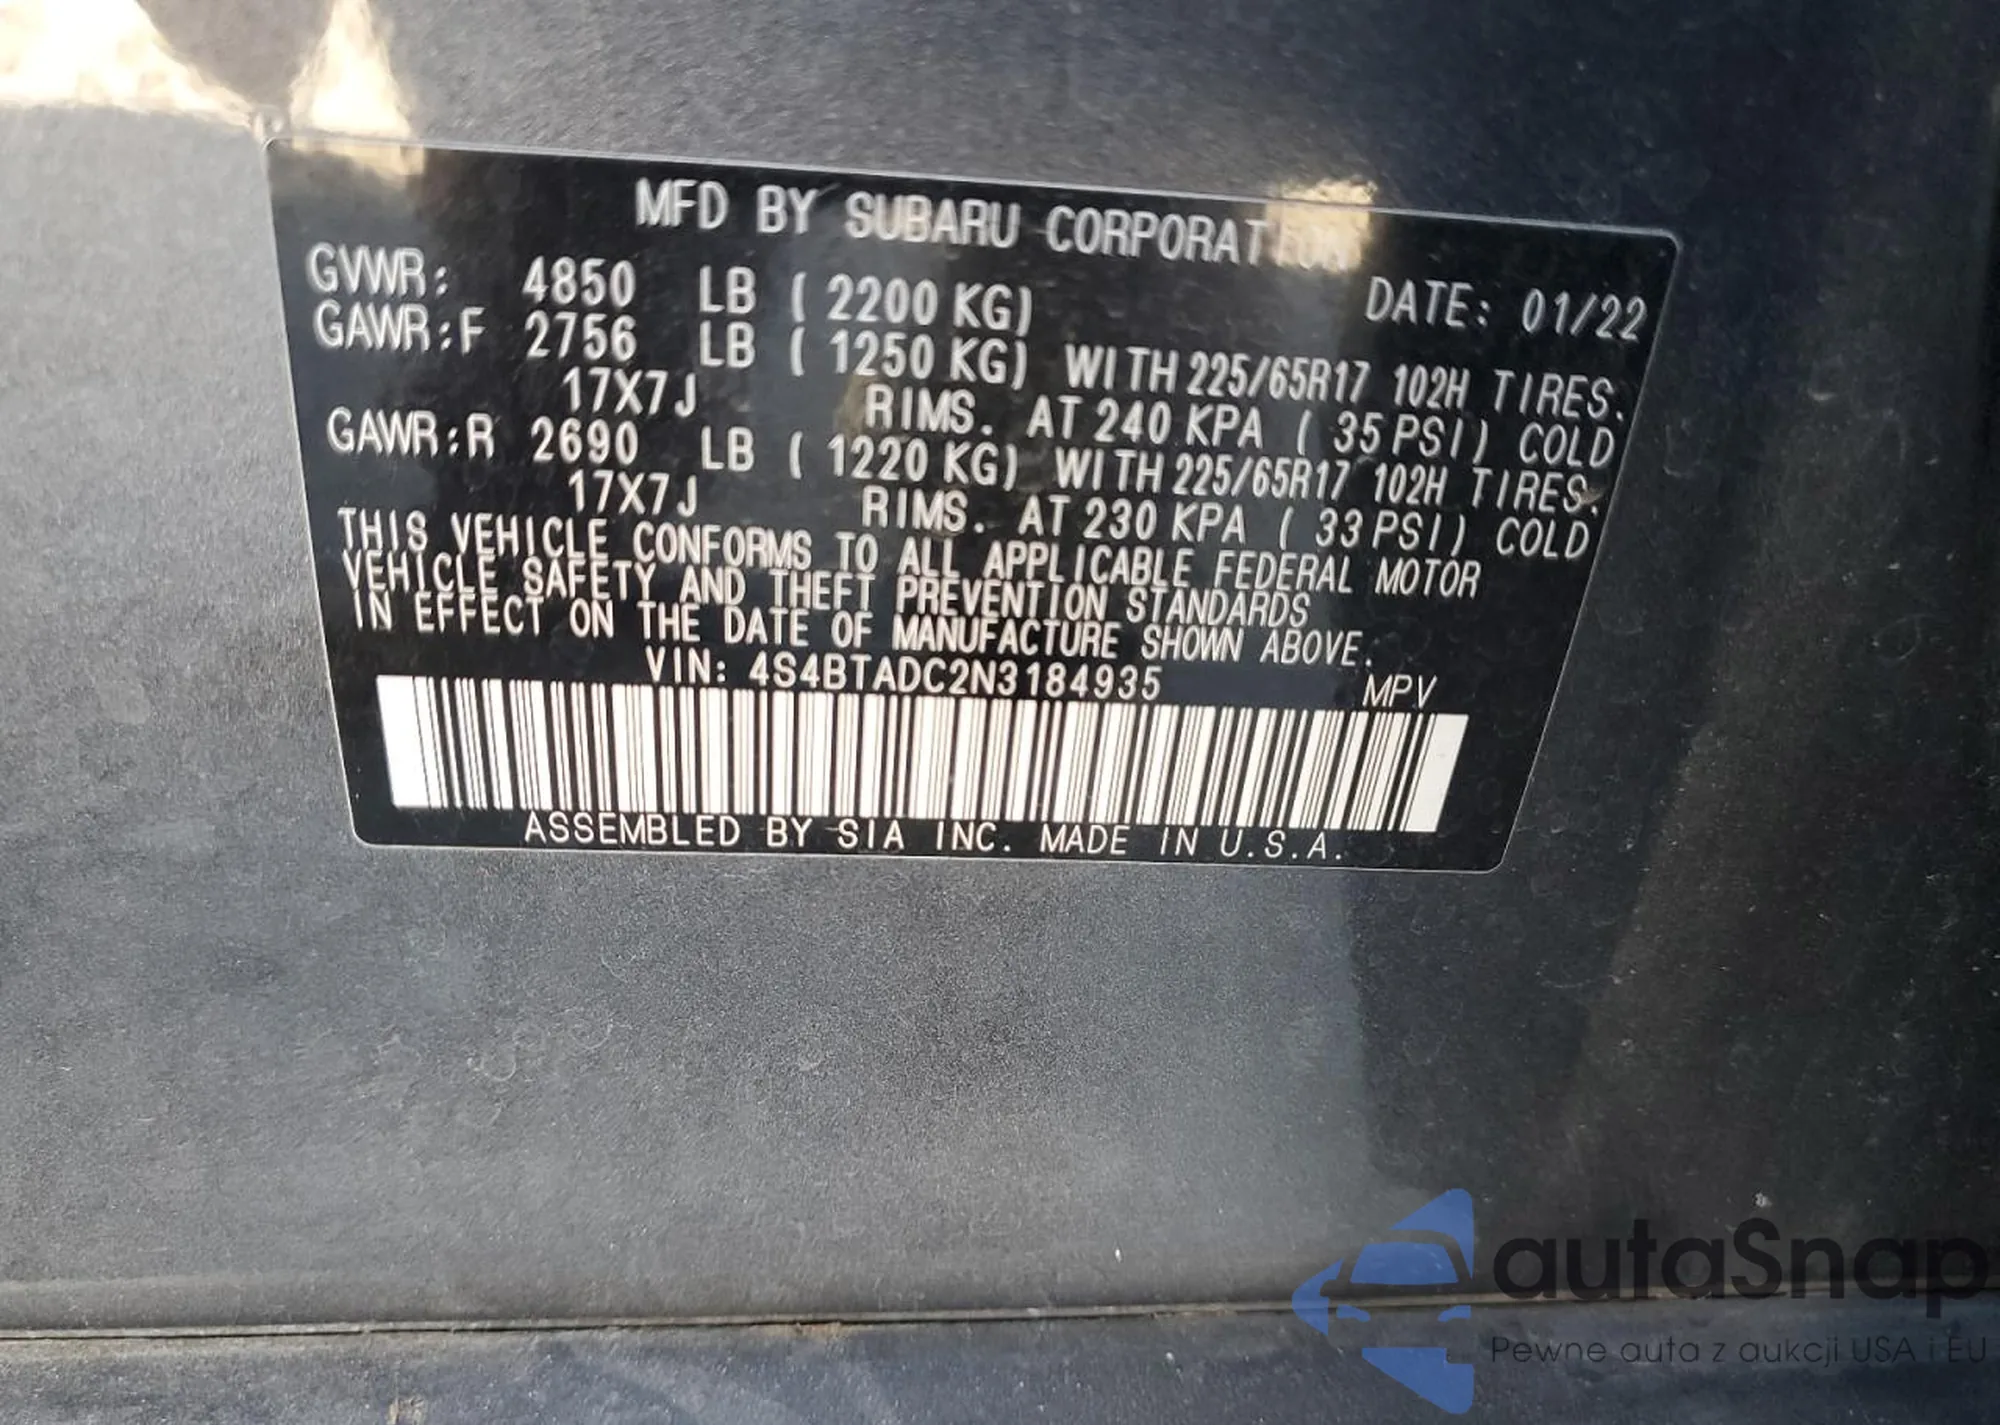 MFD BY SUBARU CORPORATION
GVWR: 4850 LB ( 2200 KG) DATE: 01/22
GAWR:F 2756 LB ( 1250 KG) WITH 225/65R17 102H TIRES.
17X7J RIMS. AT 240 KPA ( 35 PSI) COLD
GAWR:R 2690 LB ( 1220 KG) WITH 225/65R17 102H TIRES.
17X7J RIMS. AT 230 KPA ( 33 PSI) COLD
THIS VEHICLE CONFORMS TO ALL APPLICABLE FEDERAL MOTOR
VEHICLE SAFETY AND THEFT PREVENTION STANDARDS
IN EFFECT ON THE DATE OF MANUFACTURE SHOWN ABOVE.
VIN: 4S4BTADC2N3184935 MPV
ASSEMBLED BY SIA INC. MADE IN U.S.A.
autaSnap
Pewne auta z aukcji USA i EU